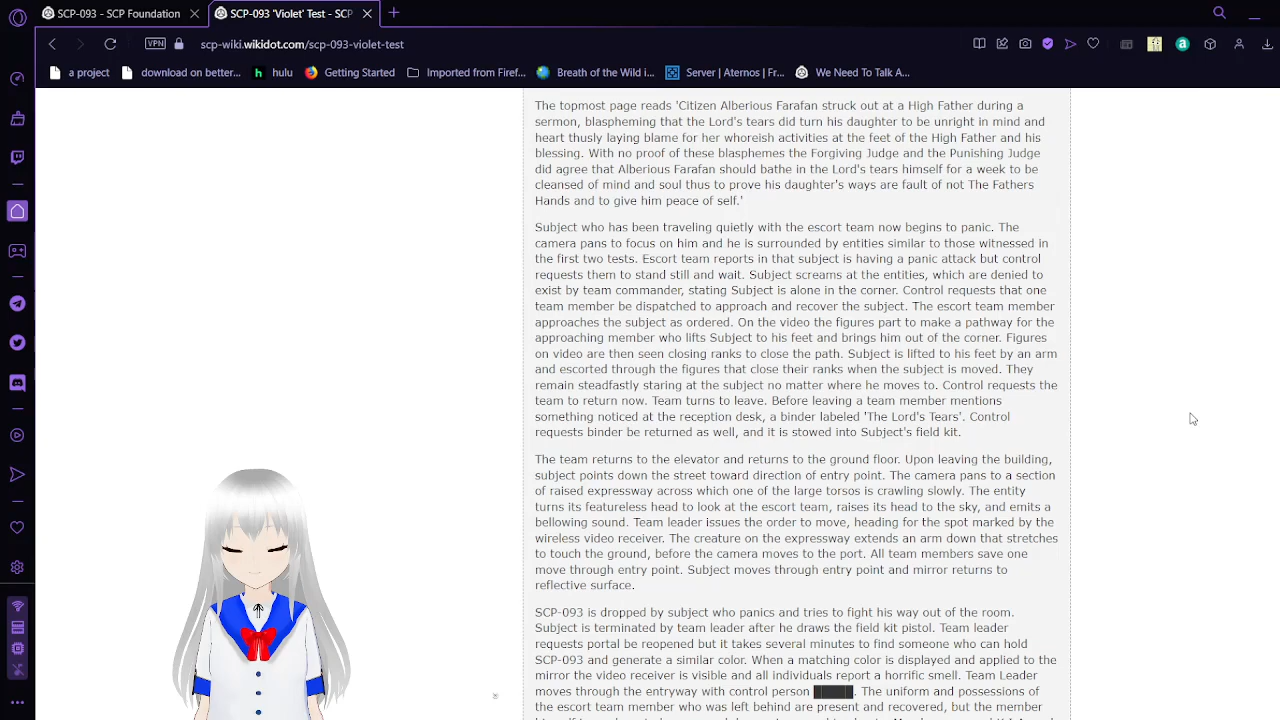 SCP-093 - SCP Foundation
SCP-093 'Violet' Test - SCP
VPN
scp-wiki.wikidot.com/scp-093-violet-test
a project
download on better...
h hulu
Getting Started
Imported from Firef...
Breath of the Wild i...
Server | Aternos | Fr...
We Need To Talk A...
The topmost page reads 'Citizen Alberious Farafan struck out at a High Father during a
sermon, blaspheming that the Lord's tears did turn his daughter to be unright in mind and
heart thusly laying blame for her whoreish activities at the feet of the High Father and his
blessing. With no proof of these blasphemes the Forgiving Judge and the Punishing Judge
did agree that Alberious Farafan should bathe in the Lord's tears himself for a week to be
cleansed of mind and soul thus to prove his daughter's ways are fault of not The Fathers
Hands and to give him peace of self.'
Subject who has been traveling quietly with the escort team now begins to panic. The
camera pans to focus on him and he is surrounded by entities similar to those witnessed in
the first two tests. Escort team reports in that subject is having a panic attack but control
requests them to stand still and wait. Subject screams at the entities, which are denied to
exist by team commander, stating Subject is alone in the corner. Control requests that one
team member be dispatched to approach and recover the subject. The escort team member
approaches the subject as ordered. On the video the figures part to make a pathway for the
approaching member who lifts Subject to his feet and brings him out of the corner. Figures
on video are then seen closing ranks to close the path. Subject is lifted to his feet by an arm
and escorted through the figures that close their ranks when the subject is moved. They
remain steadfastly staring at the subject no matter where he moves to. Control requests the
team to return now. Team turns to leave. Before leaving a team member mentions
something noticed at the reception desk, a binder labeled 'The Lord's Tears'. Control
requests binder be returned as well, and it is stowed into Subject's field kit.
The team returns to the elevator and returns to the ground floor. Upon leaving the building,
subject points down the street toward direction of entry point. The camera pans to a section
of raised expressway across which one of the large torsos is crawling slowly. The entity
turns its featureless head to look at the escort team, raises its head to the sky, and emits a
bellowing sound. Team leader issues the order to move, heading for the spot marked by the
wireless video receiver. The creature on the expressway extends an arm down that stretches
to touch the ground, before the camera moves to the port. All team members save one
move through entry point. Subject moves through entry point and mirror returns to
reflective surface.
SCP-093 is dropped by subject who panics and tries to fight his way out of the room.
Subject is terminated by team leader after he draws the field kit pistol. Team leader
requests portal be reopened but it takes several minutes to find someone who can hold
SCP-093 and generate a similar color. When a matching color is displayed and applied to the
mirror the video receiver is visible and all individuals report a horrific smell. Team Leader
moves through the entryway with control person █████. The uniform and possessions of
the escort team member who was left behind are present and recovered, but the member